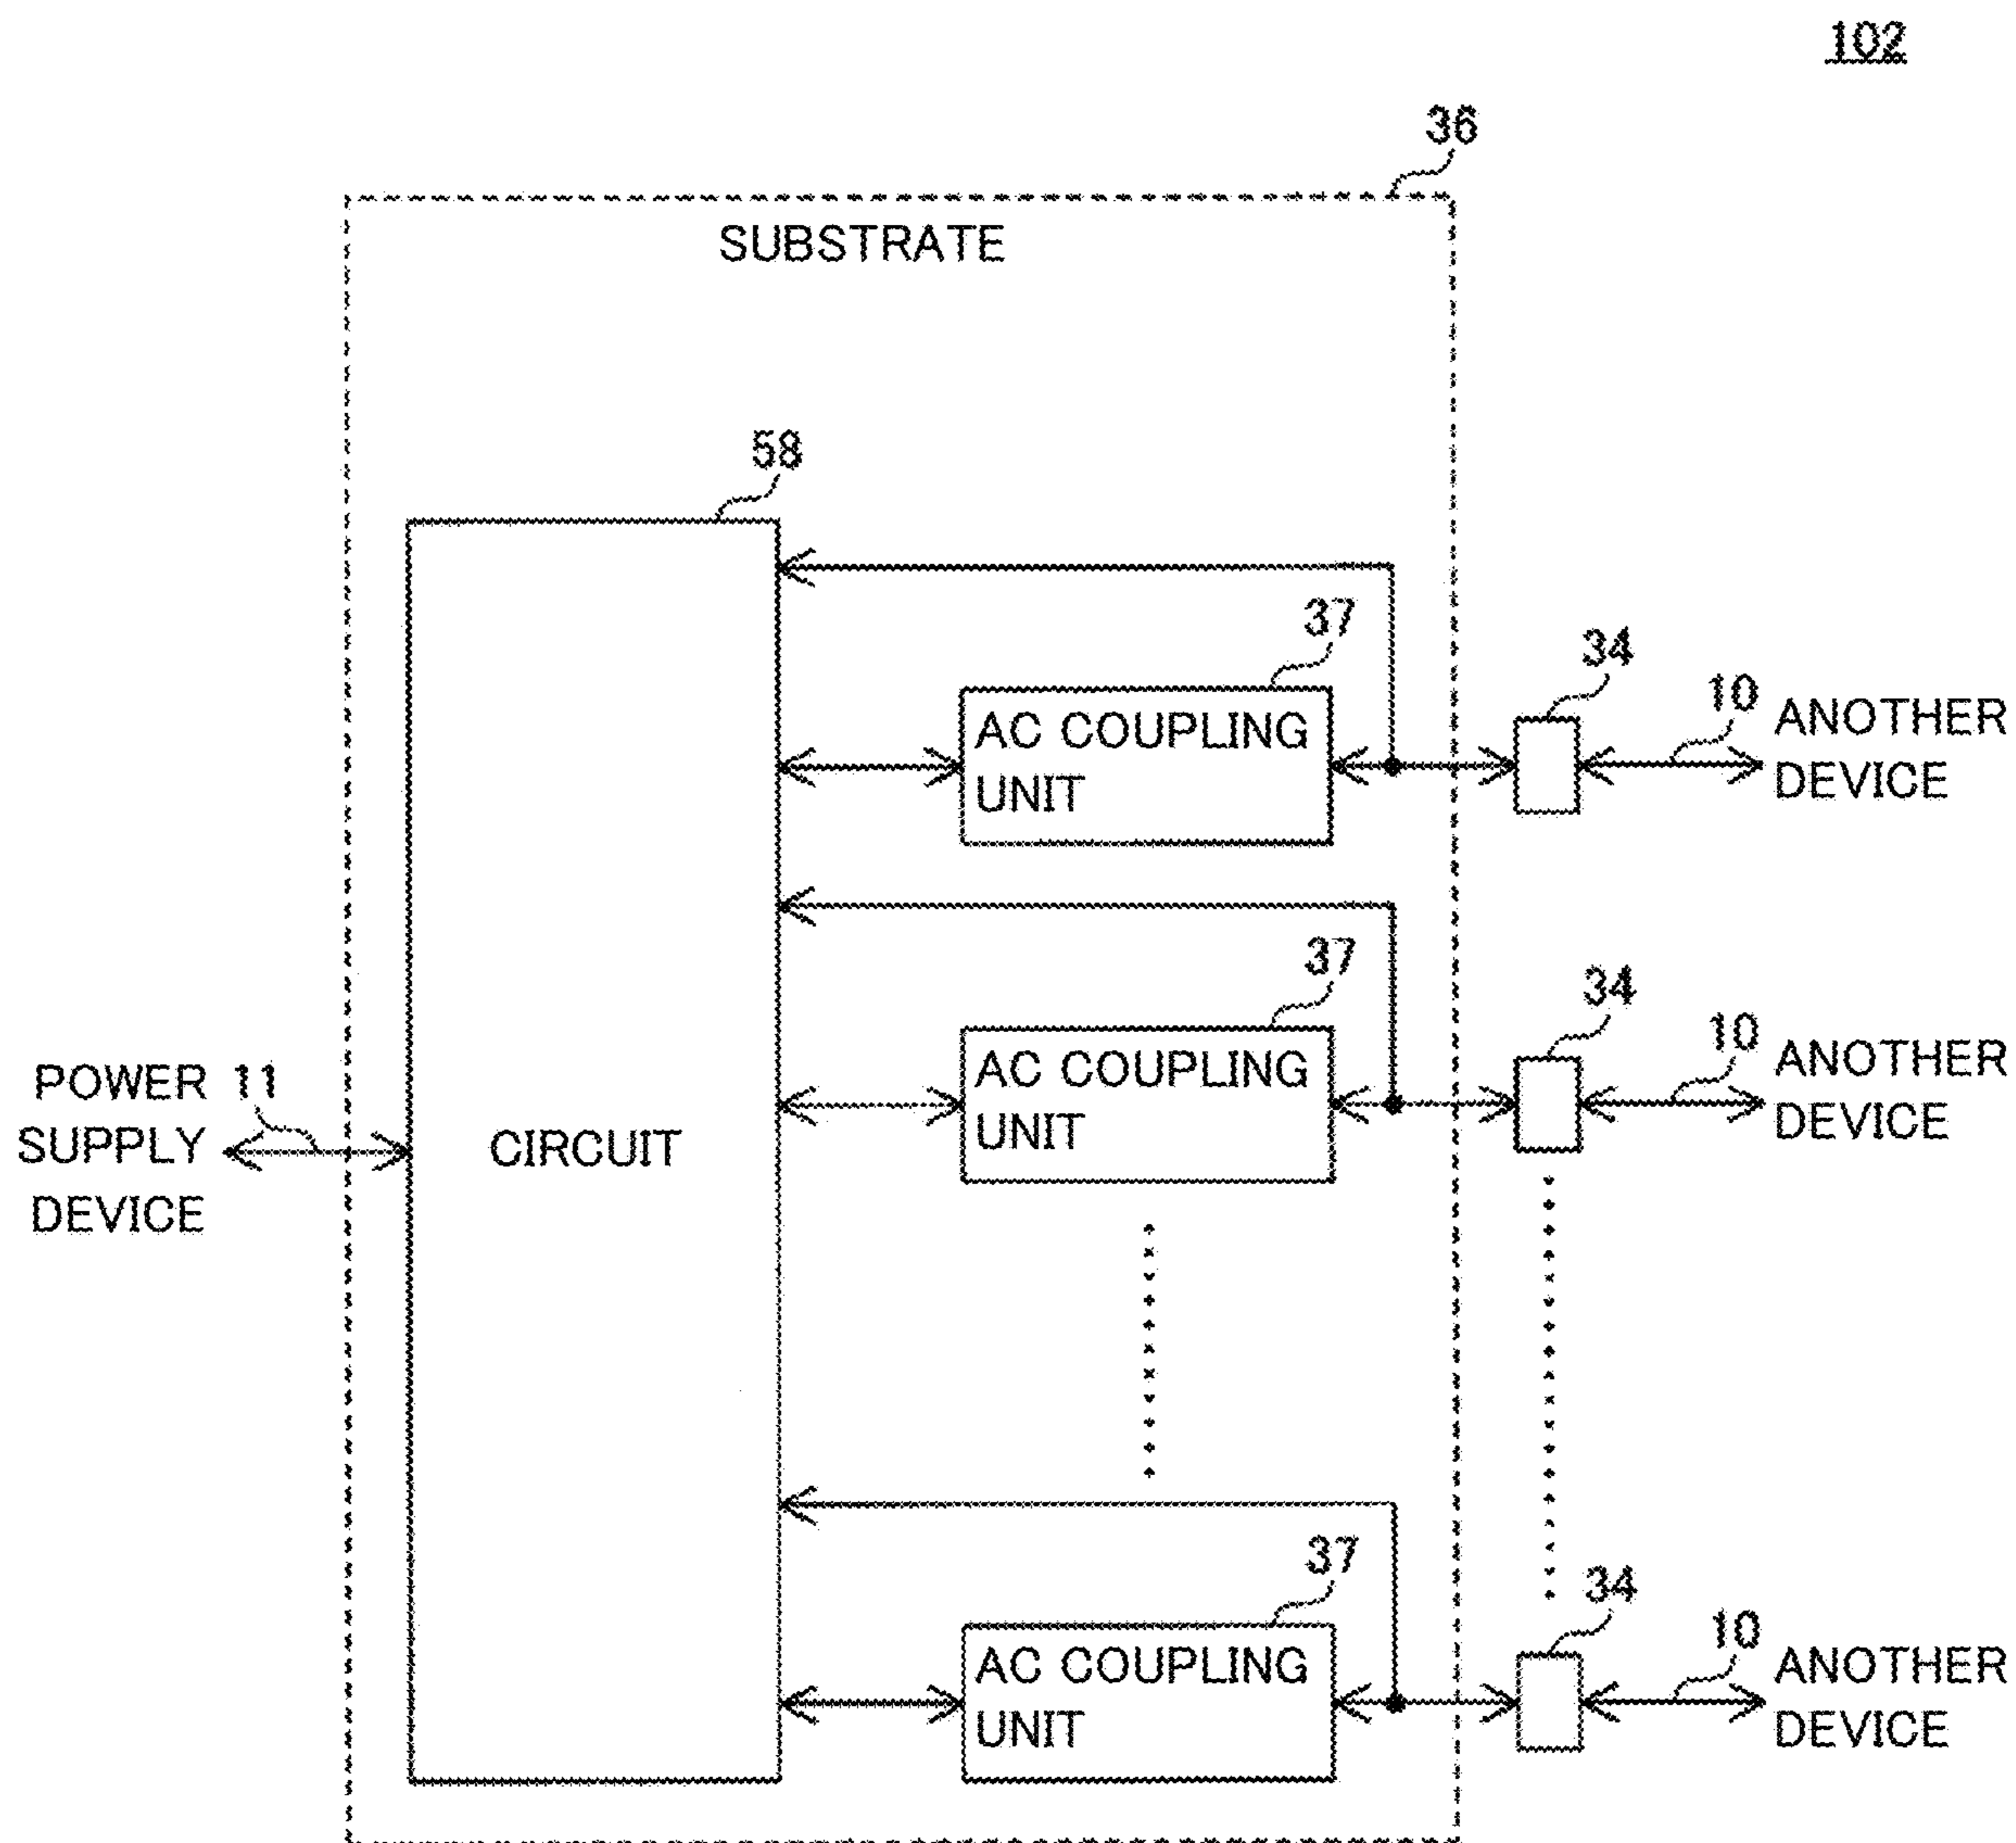 102
36
SUBSTRATE
58
37
34
AC COUPLING
UNIT
10
ANOTHER
DEVICE
37
34
AC COUPLING
UNIT
10
ANOTHER
DEVICE
POWER
SUPPLY
DEVICE
11
CIRCUIT
37
34
AC COUPLING
UNIT
10
ANOTHER
DEVICE